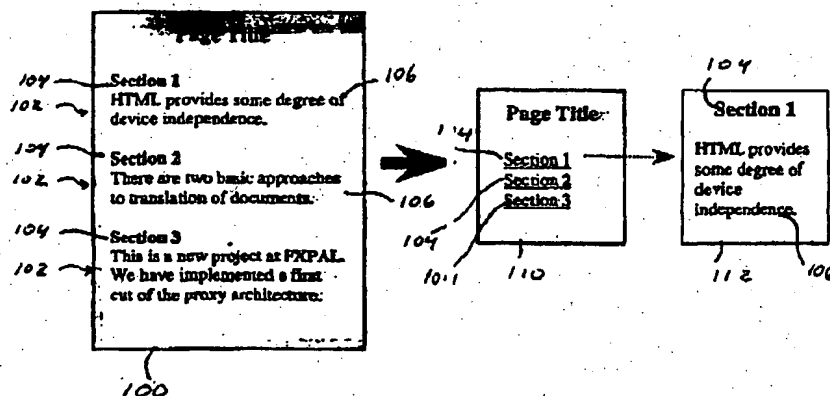 Page Title
104
Section 1
106
102
HTML provides some degree of
device independence.
104
Section 2
102
There are two basic approaches
to translation of documents.
106
104
Section 3
This is a new project at FXPAL.
102
We have implemented a first
cut of the proxy architecture.
100
Page Title
Section 1
Section 2
Section 3
104
110
104
Section 1
HTML provides
some degree of
device
independence.
112
106